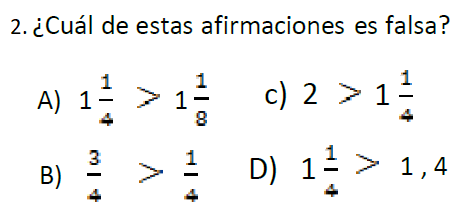 2. ¿Cuál de estas afirmaciones es falsa?
A) 1 1/4 > 1 1/8
c) 2 > 1 1/4
B) 3/4 > 1/4
D) 1 1/4 > 1,4